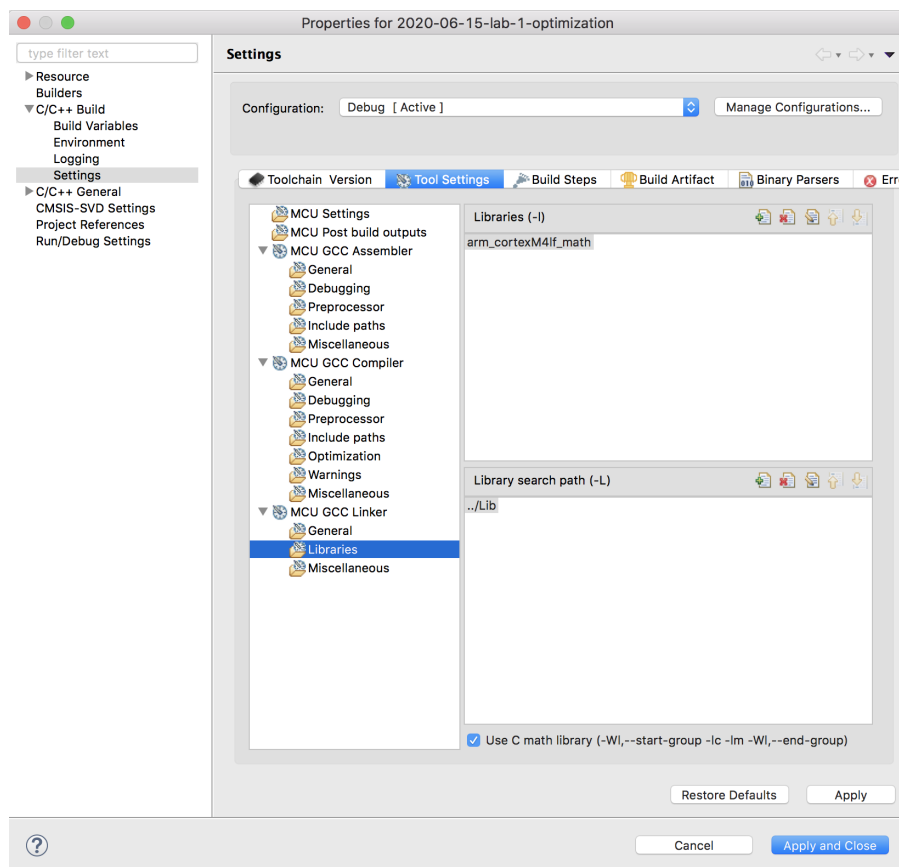 Properties for 2020-06-15-lab-1-optimization
type filter text
Resource
Builders
C/C++ Build
Build Variables
Environment
Logging
Settings
C/C++ General
CMSIS-SVD Settings
Project References
Run/Debug Settings
Settings
Configuration: Debug [ Active ] Manage Configurations...
Toolchain Version Tool Settings Build Steps Build Artifact Binary Parsers Err
MCU Settings
MCU Post build outputs
MCU GCC Assembler
General
Debugging
Preprocessor
Include paths
Miscellaneous
MCU GCC Compiler
General
Debugging
Preprocessor
Include paths
Optimization
Warnings
Miscellaneous
MCU GCC Linker
General
Libraries
Miscellaneous
Libraries (-l)
arm_cortexM4lf_math
Library search path (-L)
../Lib
Use C math library (-Wl,--start-group -lc -lm -Wl,--end-group)
Restore Defaults Apply
? Cancel Apply and Close